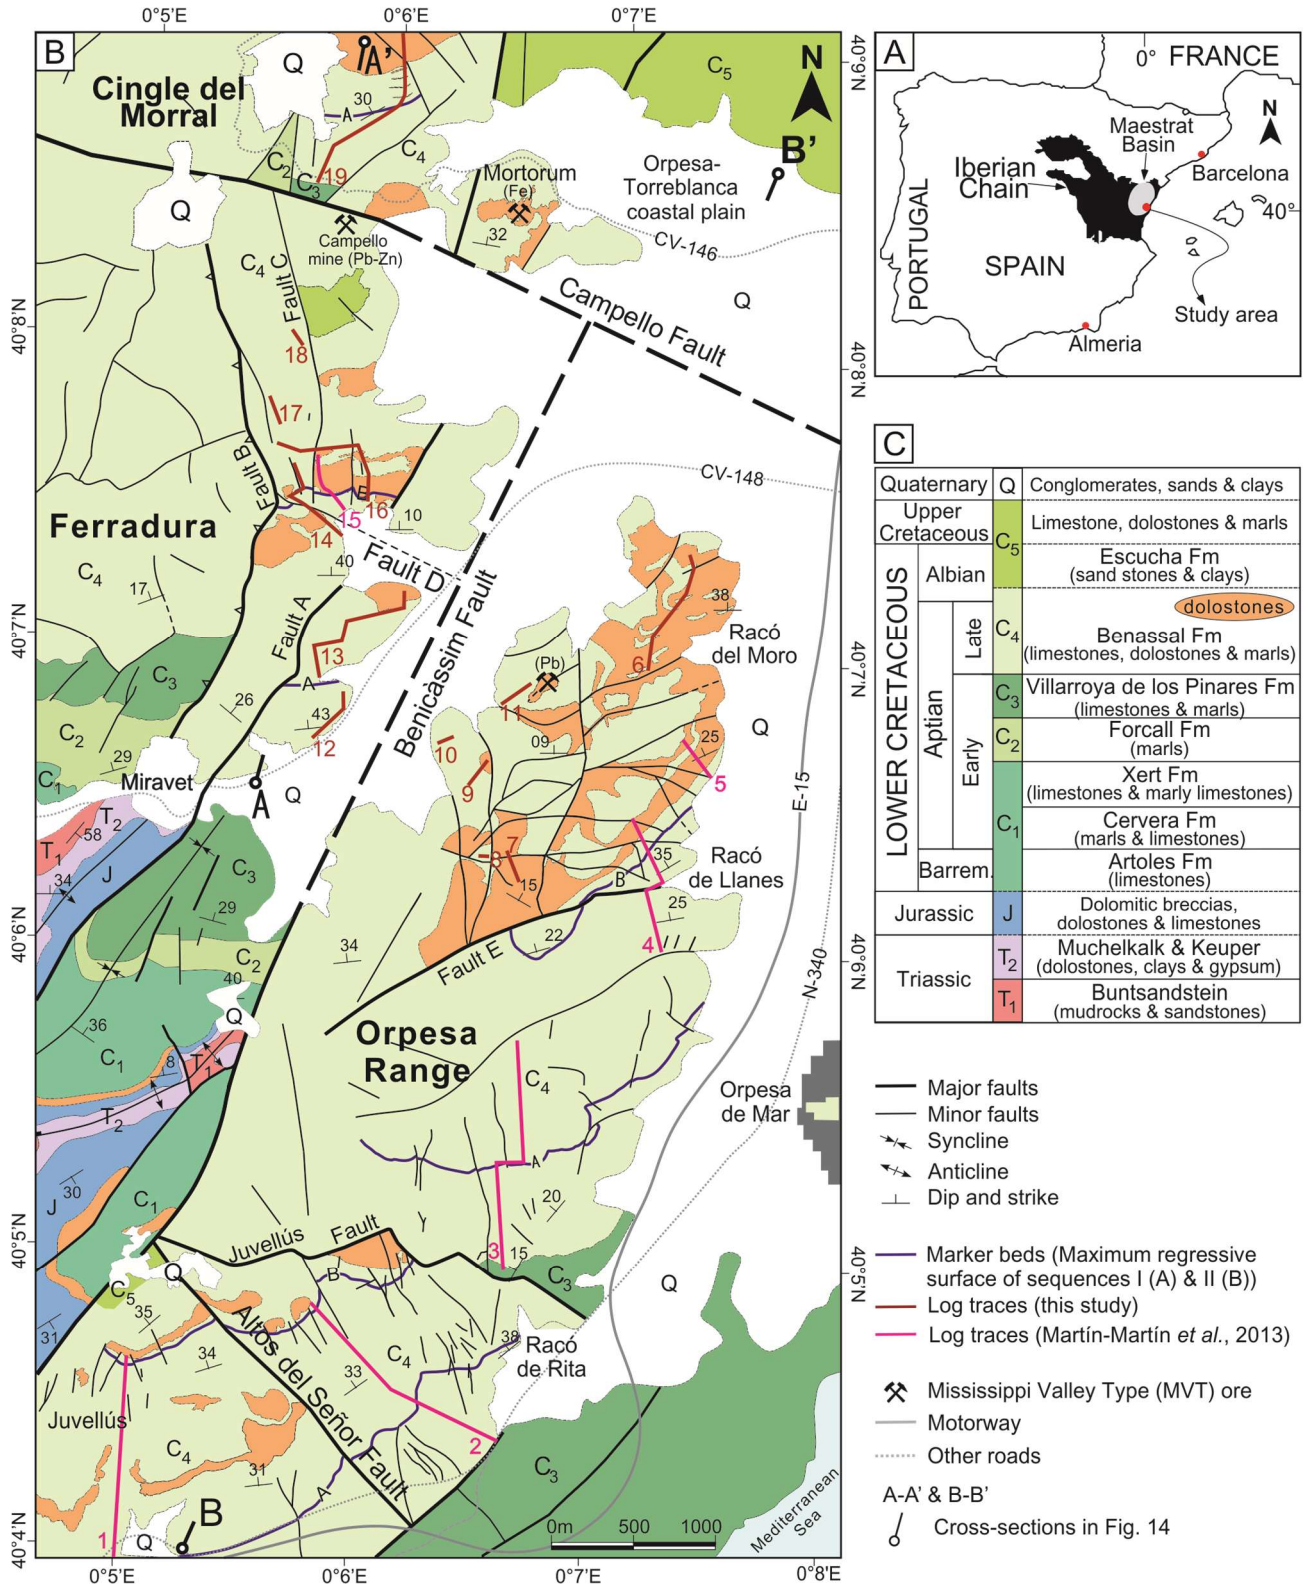 0°5'E
0°6'E
0°7'E
B
Q
A'
C5
N
40°9'N
Cingle del
Morral
A
30
C2
C3
19
C4
Mortorum
(Fe)
32
Orpesa-
Torreblanca
coastal plain
B'
CV-146
Q
Campello
mine (Pb-Zn)
C4
Fault C
Q
Campello Fault
40°8'N
40°8'N
18
17
Fault B
B
15
16
10
CV-148
Ferradura
14
Fault D
40
C4
17
Fault A
Benicàssim Fault
38
Racó
del Moro
40°7'N
40°7'N
13
6
(Pb)
C3
A
11
26
43
12
Q
C2
10
09
25
29
C1
Miravet
A
Q
9
5
E-15
T2
58
T1
J
C3
34
7
8
35
Racó
de Llanes
15
B
29
25
40°6'N
C2
40
34
22
4
40°6'N
Fault E
N-340
Q
36
Orpesa
Range
C1
8
T1
C4
Orpesa
de Mar
T2
A
30
J
C1
20
Juvellús Fault
3
15
40°5'N
40°5'N
C3
Q
Q
B
C5
35
31
Altos del Señor Fault
38
Racó
de Rita
34
C4
33
Juvellús
2
C4
31
C3
A
B
1
Q
0m 500 1000
Mediterranean
Sea
40°4'N
0°5'E
0°6'E
0°7'E
0°8'E
A
0°
FRANCE
N
Maestrat
Basin
Iberian
Chain
Barcelona
PORTUGAL
40°
SPAIN
Study area
Almeria
C
Quaternary Q Conglomerates, sands & clays
Upper
Cretaceous
C5
Limestone, dolostones & marls
LOWER CRETACEOUS
Albian
Escucha Fm
(sand stones & clays)
dolostones
Aptian
Late
C4
Benassal Fm
(limestones, dolostones & marls)
Early
C3
Villarroya de los Pinares Fm
(limestones & marls)
C2
Forcall Fm
(marls)
C1
Xert Fm
(limestones & marly limestones)
Cervera Fm
(marls & limestones)
Barrem.
Artoles Fm
(limestones)
Jurassic
J
Dolomitic breccias,
dolostones & limestones
Triassic
T2
Muchelkalk & Keuper
(dolostones, clays & gypsum)
T1
Buntsandstein
(mudrocks & sandstones)
Major faults
Minor faults
Syncline
Anticline
Dip and strike
Marker beds (Maximum regressive
surface of sequences I (A) & II (B))
Log traces (this study)
Log traces (Martín-Martín et al., 2013)
Mississippi Valley Type (MVT) ore
Motorway
Other roads
A-A' & B-B'
Cross-sections in Fig. 14